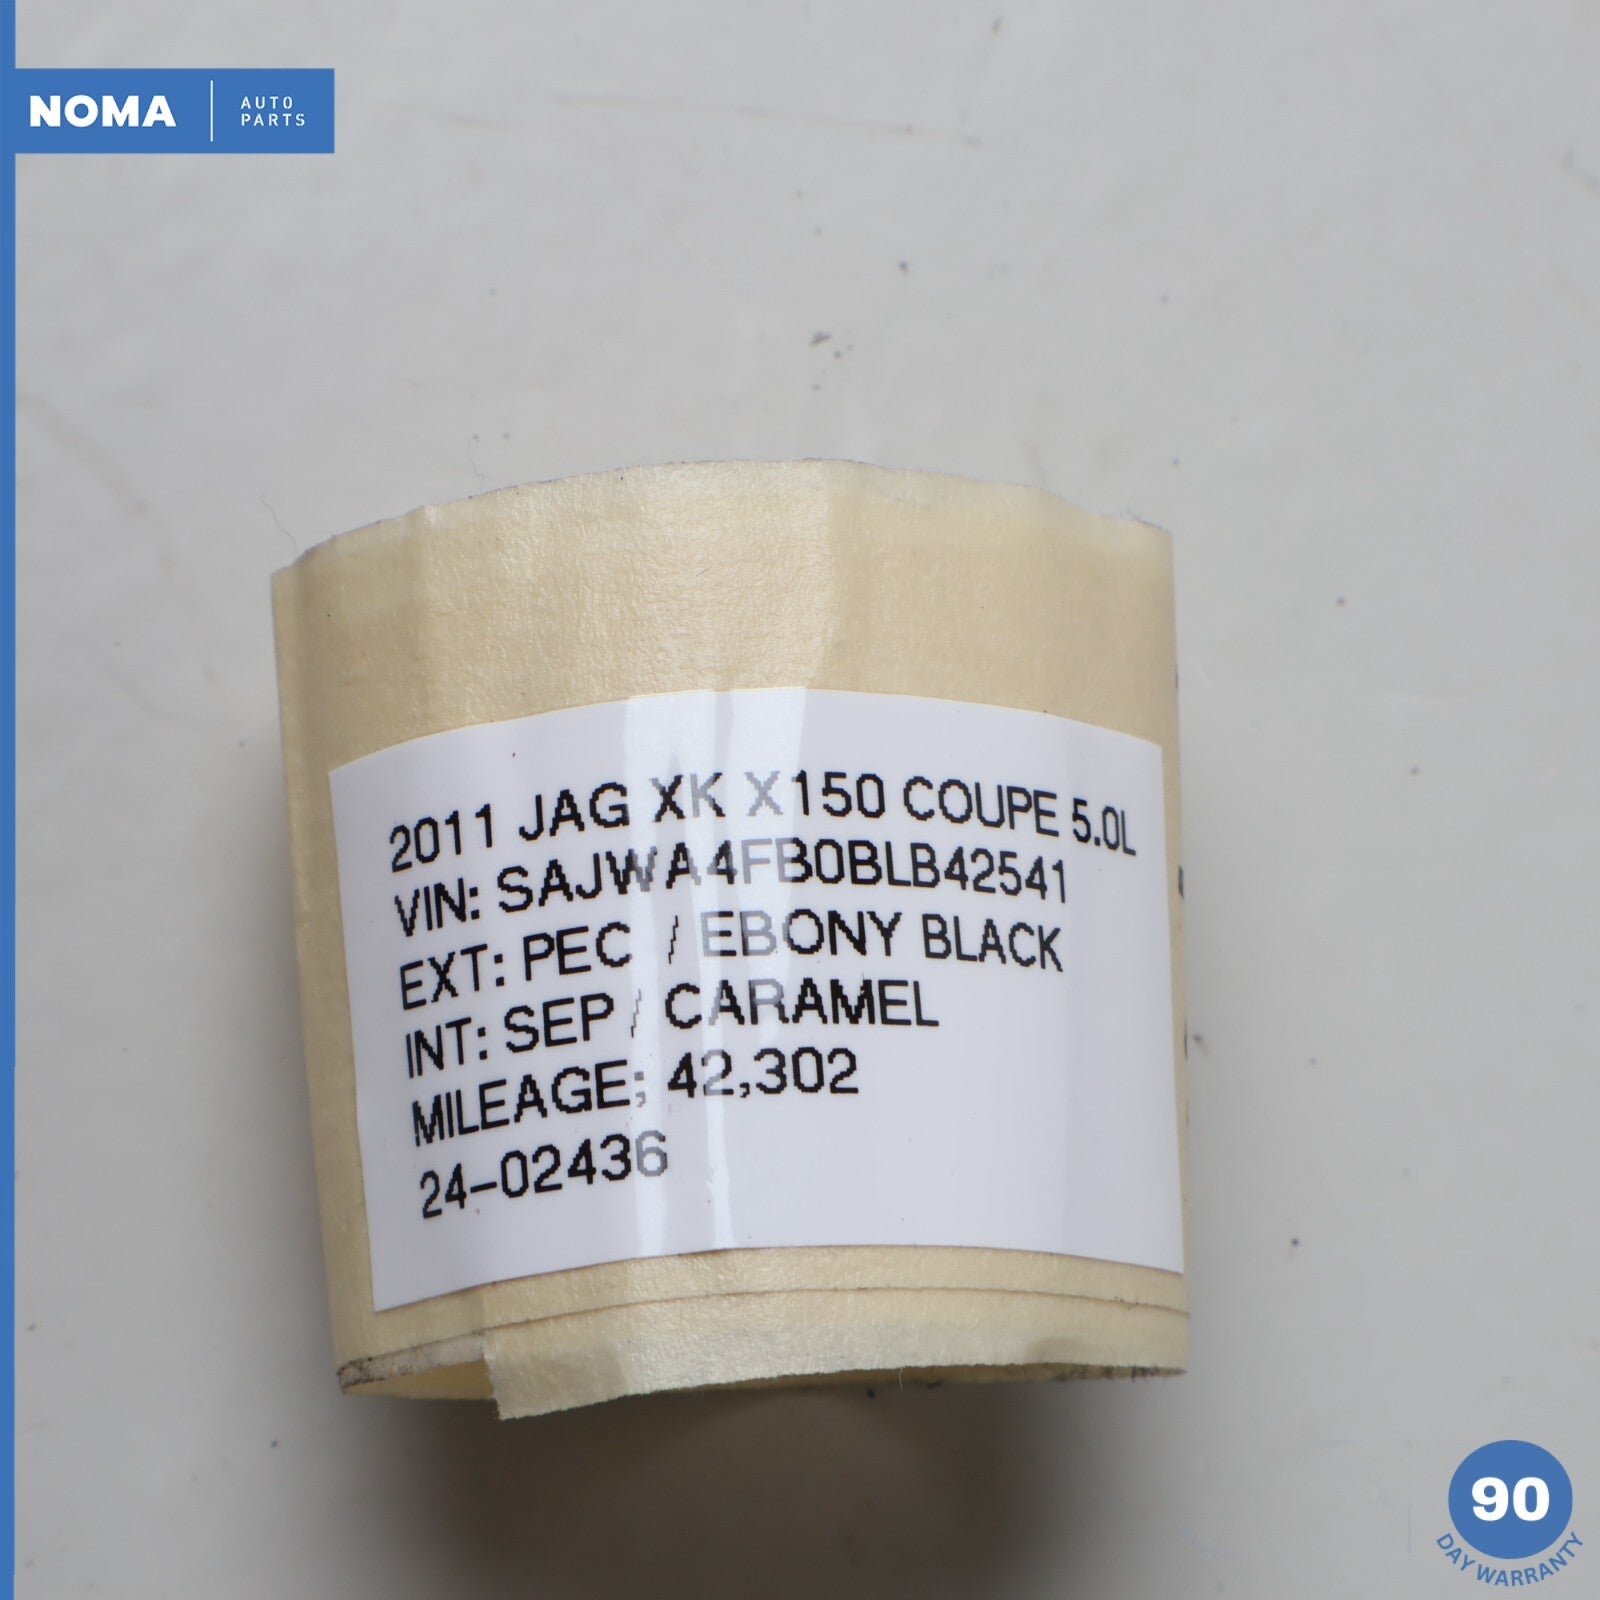 NOMA
AUTO
PARTS
2011 JAG XK X150 COUPE 5.0L
VIN: SAJWA4FB0BLB42541
EXT: PEC / EBONY BLACK
INT: SEP / CARAMEL
MILEAGE; 42,302
24-02436
90
DAY WARRANTY